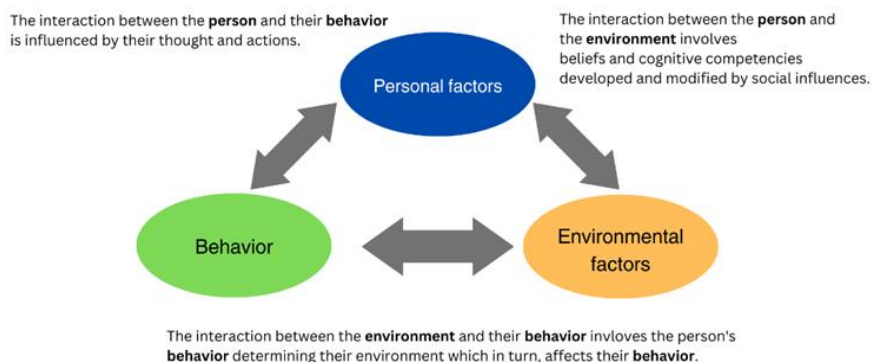 The interaction between the person and their behavior
is influenced by their thought and actions.
The interaction between the person and
the environment involves
beliefs and cognitive competencies
developed and modified by social influences.
Personal factors
Behavior
Environmental
factors
The interaction between the environment and their behavior invloves the person's
behavior determining their environment which in turn, affects their behavior.